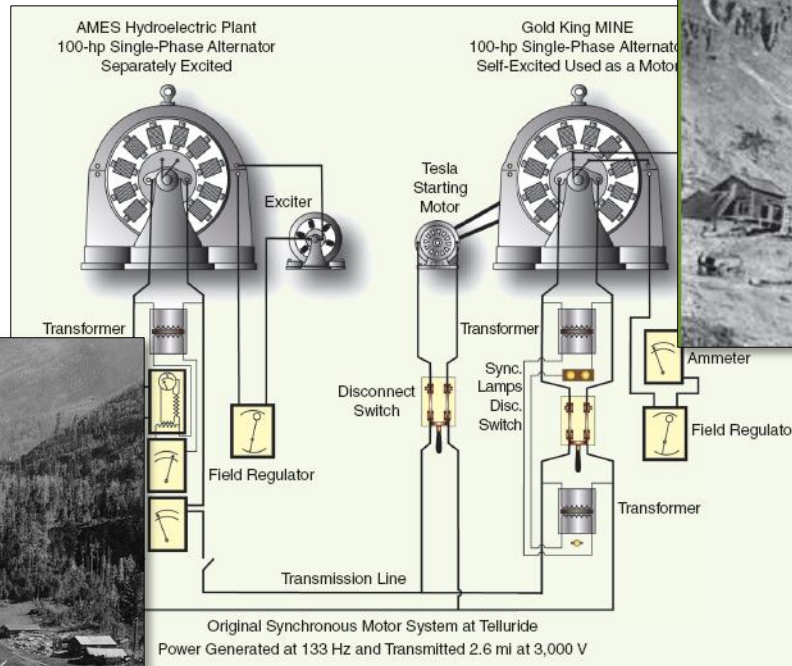 AMES Hydroelectric Plant
100-hp Single-Phase Alternator
Separately Excited
Gold King MINE
100-hp Single-Phase Alternato
Self-Excited Used as a Motor
Exciter
Tesla
Starting
Motor
Transformer
Field Regulator
Disconnect
Switch
Transformer
Sync.
Lamps
Disc.
Switch
Ammeter
Field Regulato
Transformer
Transmission Line
Original Synchronous Motor System at Telluride
Power Generated at 133 Hz and Transmitted 2.6 mi at 3,000 V